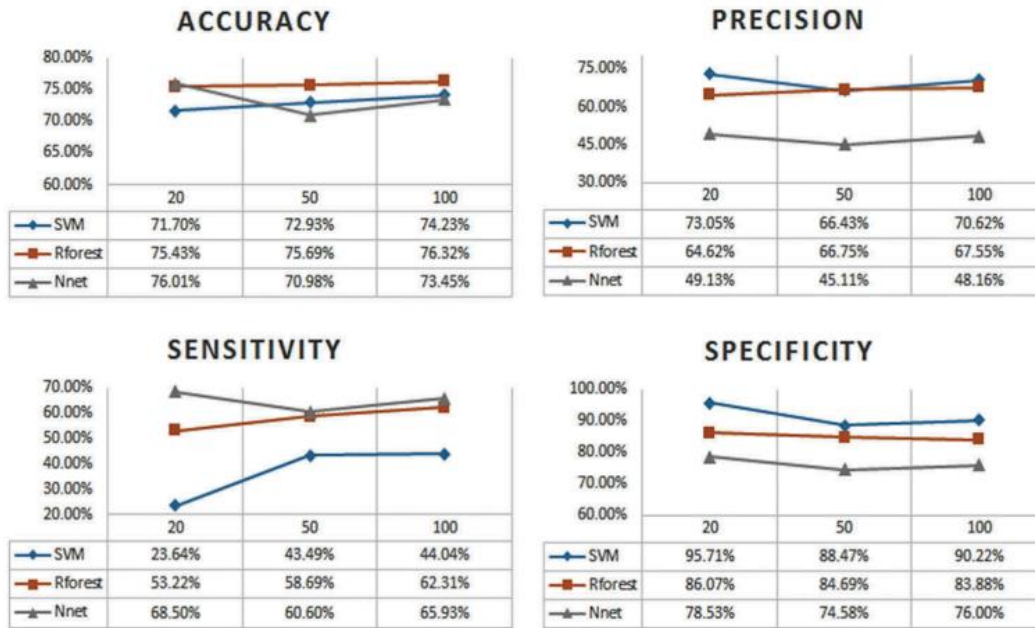 ACCURACY
80.00%
75.00%
70.00%
65.00%
60.00%
20 50 100
SVM 71.70% 72.93% 74.23%
Rforest 75.43% 75.69% 76.32%
Nnet 76.01% 70.98% 73.45%
PRECISION
75.00%
60.00%
45.00%
30.00%
20 50 100
SVM 73.05% 66.43% 70.62%
Rforest 64.62% 66.75% 67.55%
Nnet 49.13% 45.11% 48.16%
SENSITIVITY
70.00%
60.00%
50.00%
40.00%
30.00%
20.00%
20 50 100
SVM 23.64% 43.49% 44.04%
Rforest 53.22% 58.69% 62.31%
Nnet 68.50% 60.60% 65.93%
SPECIFICITY
100.00%
90.00%
80.00%
70.00%
60.00%
20 50 100
SVM 95.71% 88.47% 90.22%
Rforest 86.07% 84.69% 83.88%
Nnet 78.53% 74.58% 76.00%